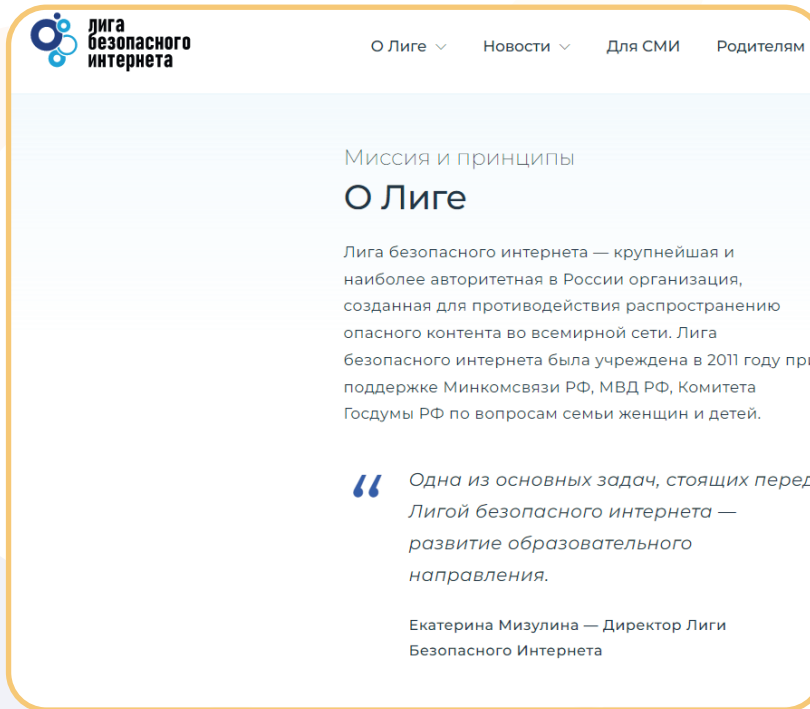 лига
безопасного
интернета
О Лиге
Новости
Для СМИ
Родителям
Миссия и принципы
О Лиге
Лига безопасного интернета — крупнейшая и
наиболее авторитетная в России организация,
созданная для противодействия распространению
опасного контента во всемирной сети. Лига
безопасного интернета была учреждена в 2011 году при
поддержке Минкомсвязи РФ, МВД РФ, Комитета
Госдумы РФ по вопросам семьи женщин и детей.
“ Одна из основных задач, стоящих перед
Лигой безопасного интернета —
развитие образовательного
направления.
Екатерина Мизулина — Директор Лиги
Безопасного Интернета